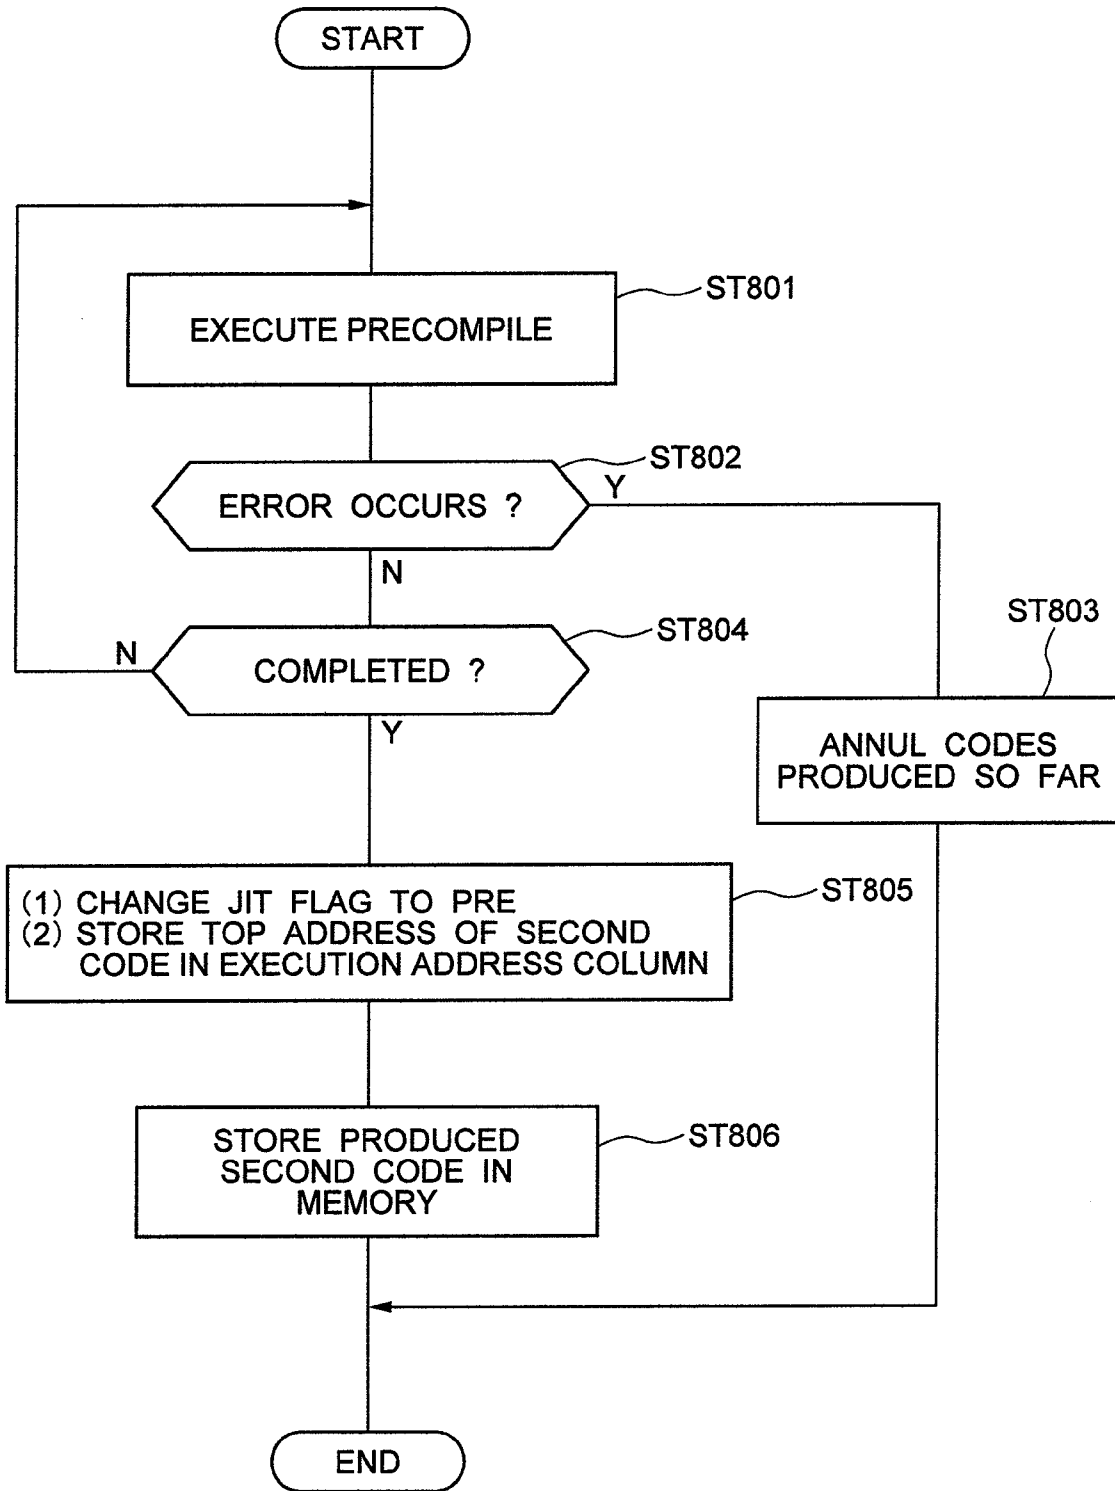 START
ST801
EXECUTE PRECOMPILE
ST802
ERROR OCCURS ?
Y
N
ST803
ST804
N
COMPLETED ?
Y
ANNUL CODES
PRODUCED SO FAR
ST805
(1) CHANGE JIT FLAG TO PRE
(2) STORE TOP ADDRESS OF SECOND
CODE IN EXECUTION ADDRESS COLUMN
ST806
STORE PRODUCED
SECOND CODE IN
MEMORY
END